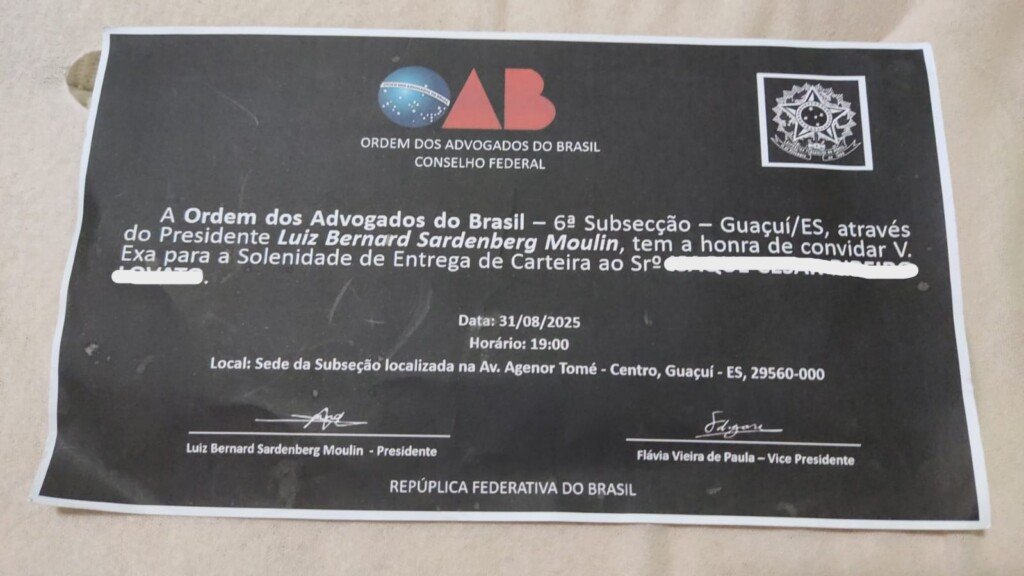 OAB
ORDEM DOS ADVOGADOS DO BRASIL
CONSELHO FEDERAL
A Ordem dos Advogados do Brasil – 6ª Subsecção – Guaçuí/ES, através
do Presidente Luiz Bernard Sardenberg Moulin, tem a honra de convidar V.
Exa para a Solenidade de Entrega de Carteira ao Srº
.
Data: 31/08/2025
Horário: 19:00
Local: Sede da Subseção localizada na Av. Agenor Tomé - Centro, Guaçuí - ES, 29560-000
Luiz Bernard Sardenberg Moulin - Presidente
Flávia Vieira de Paula – Vice Presidente
REPÚPLICA FEDERATIVA DO BRASIL